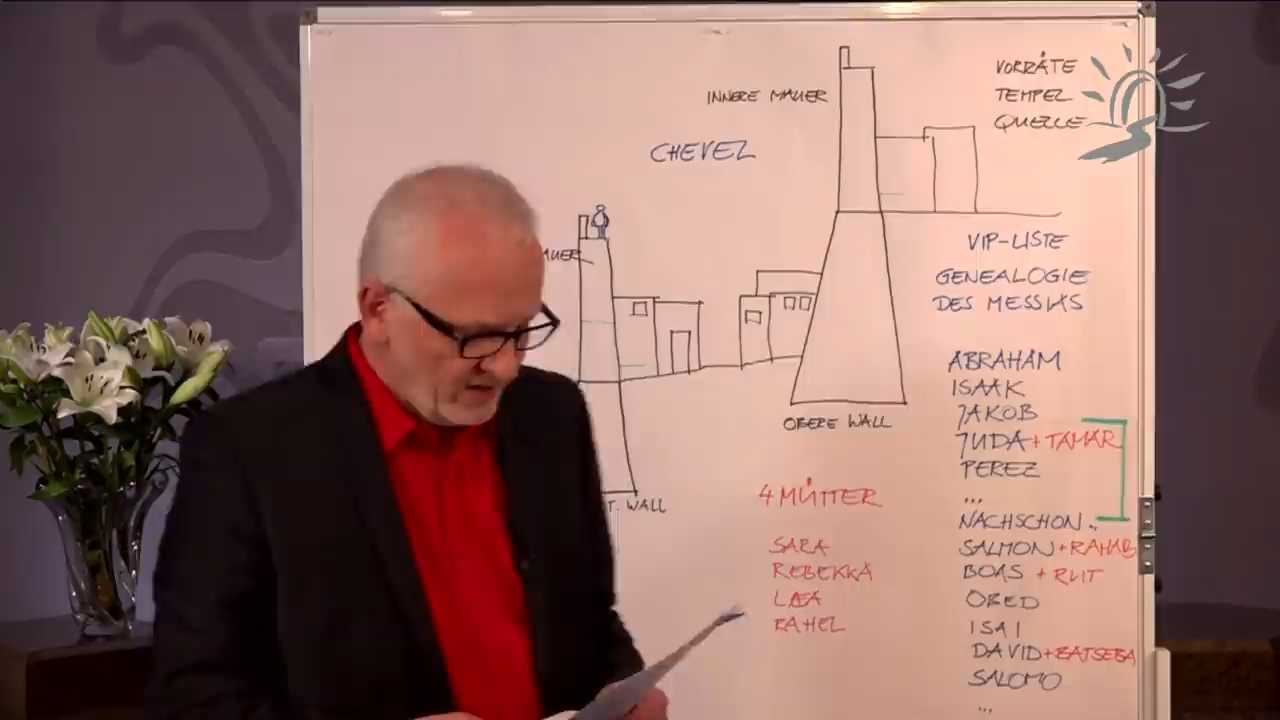 INNERE MAUER
CHEVEL
VORRÄTE
TEMPEL
QUELLE
AUER
OBERE WALL
T. WALL
4 MÜTTER
SARA
REBEKKA
LEA
RAHEL
VIP-LISTE
GENEALOGIE
DES MESSIAS
ABRAHAM
ISAAK
JAKOB
JUDA + TAMAR
PEREZ
...
NACHSCHON..
SALMON + RAHAB
BOAS + RUT
OBED
ISAI
DAVID + BATSEBA
SALOMO
...